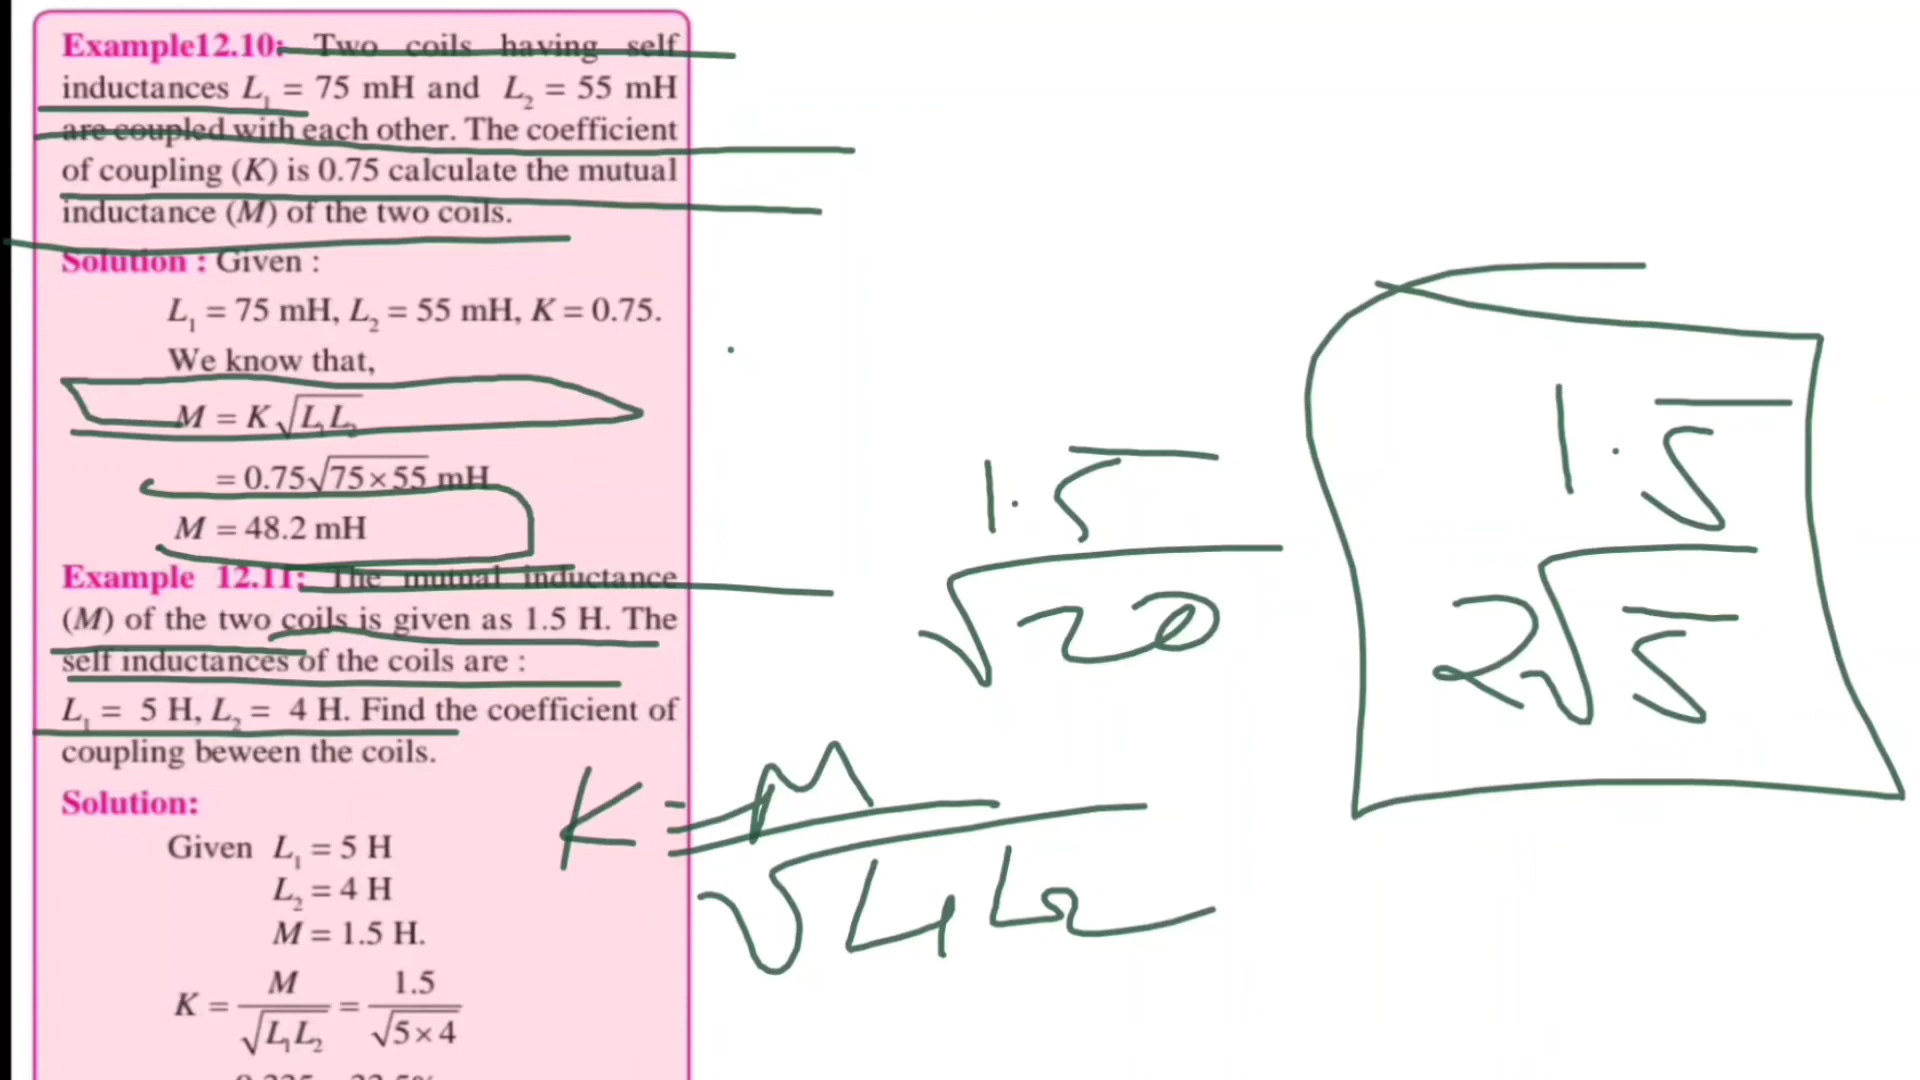 Example12.10: Two coils having self
inductances L₁ = 75 mH and L₂ = 55 mH
are coupled with each other. The coefficient
of coupling (K) is 0.75 calculate the mutual
inductance (M) of the two coils.
Solution : Given :
L₁ = 75 mH, L₂ = 55 mH, K = 0.75.
We know that,
M = K √L₁L₂
= 0.75√75×55 mH
M = 48.2 mH
Example 12.11: The mutual inductance
(M) of the two coils is given as 1.5 H. The
self inductances of the coils are :
L₁ = 5 H, L₂ = 4 H. Find the coefficient of
coupling beween the coils.
Solution:
Given L₁ = 5 H
L₂ = 4 H
M = 1.5 H.
K = M / √L₁L₂ = 1.5 / √5×4
K = M / √L₁L₂
1.5 / √20
1.5 / 2√5